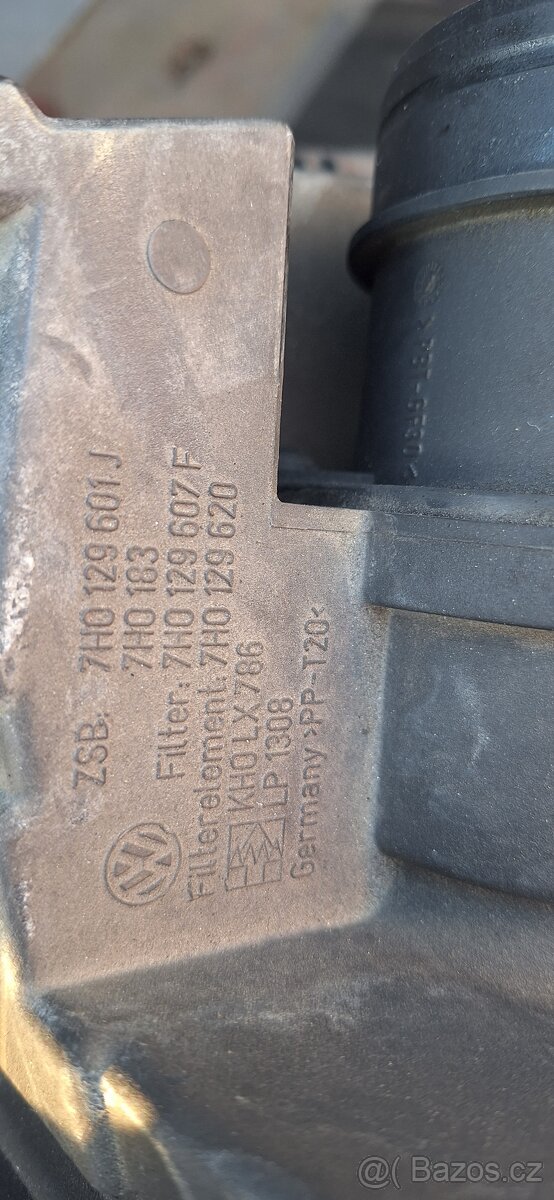 ZSB: 7H0 129 601 J
7H0 183
Filter: 7H0 129 607 F
Filterelement: 7H0 129 620
KHO LX 786
LP 1308
Germany >PP-T20<
@ Bazos.cz